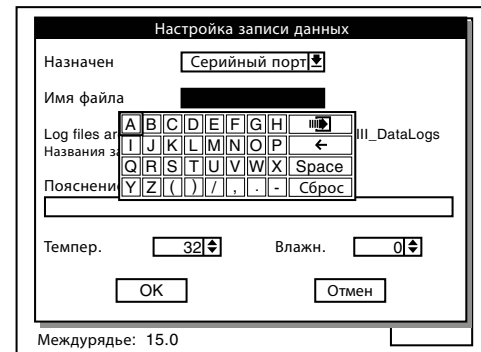 Настройка записи данных
Назначен Серийный порт
Имя файла
A B C D E F G H
Log files ar I J K L M N O P ← III_DataLogs
Названия за
Q R S T U V W X Space
Пояснени Y Z ( ) / , . - Сброс
Темпер. 32 Влажн. 0
OK Отмен
Междурядье: 15.0